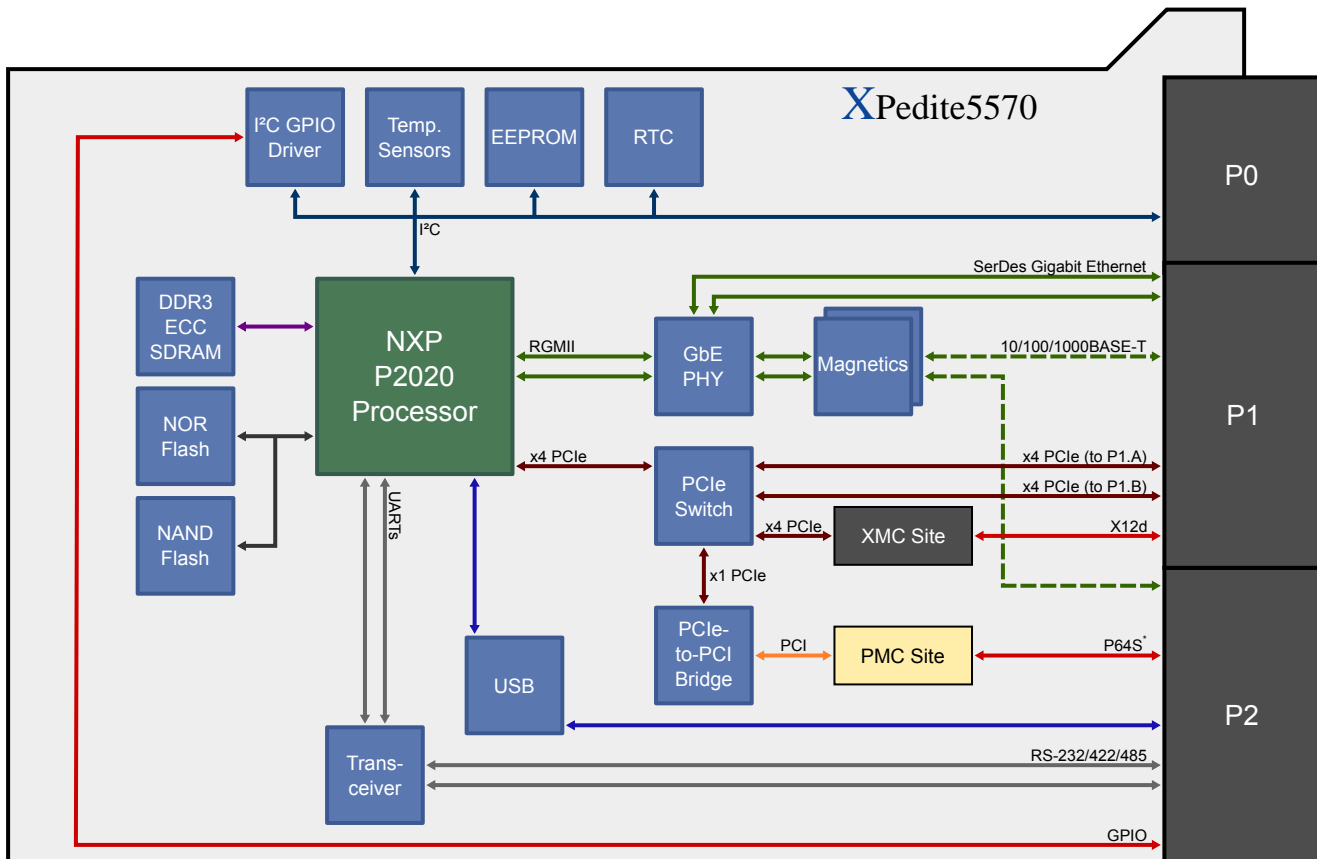 XPedite5570
I²C GPIO
Driver
Temp.
Sensors
EEPROM
RTC
P0
I²C
SerDes Gigabit Ethernet
DDR3
ECC
SDRAM
NXP
P2020
Processor
RGMII
GbE
PHY
Magnetics
10/100/1000BASE-T
P1
NOR
Flash
x4 PCIe
PCIe
Switch
x4 PCIe (to P1.A)
x4 PCIe (to P1.B)
NAND
Flash
UARTs
x4 PCIe
XMC Site
X12d
x1 PCIe
PCIe-
to-PCI
Bridge
PCI
PMC Site
P64S*
USB
P2
Trans-
ceiver
RS-232/422/485
GPIO